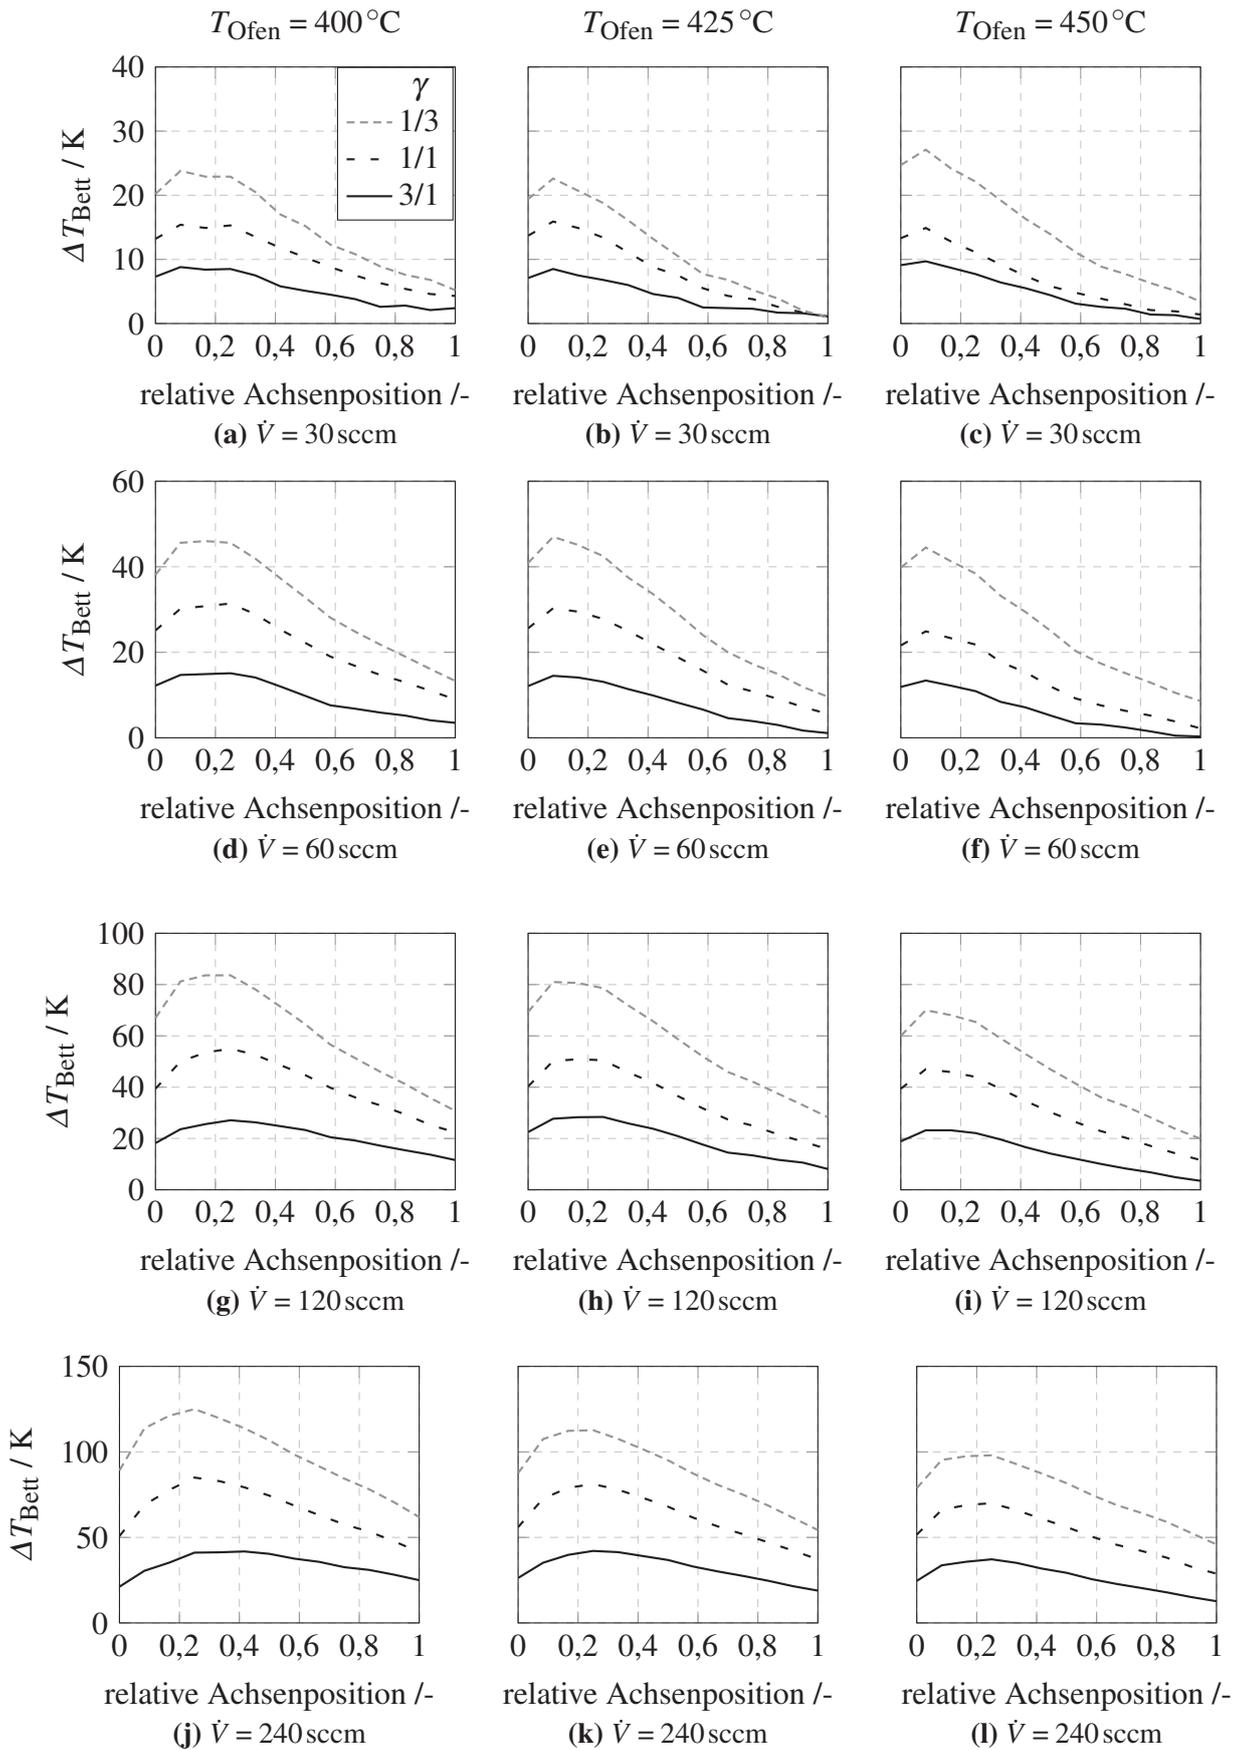 T_Ofen = 400 °C T_Ofen = 425 °C T_Ofen = 450 °C
ΔT_Bett / K
40
30
20
10
0
γ
1/3
1/1
3/1
0 0,2 0,4 0,6 0,8 1 0 0,2 0,4 0,6 0,8 1 0 0,2 0,4 0,6 0,8 1
relative Achsenposition /- relative Achsenposition /- relative Achsenposition /-
(a) V̇ = 30 sccm (b) V̇ = 30 sccm (c) V̇ = 30 sccm
ΔT_Bett / K
60
40
20
0
0 0,2 0,4 0,6 0,8 1 0 0,2 0,4 0,6 0,8 1 0 0,2 0,4 0,6 0,8 1
relative Achsenposition /- relative Achsenposition /- relative Achsenposition /-
(d) V̇ = 60 sccm (e) V̇ = 60 sccm (f) V̇ = 60 sccm
ΔT_Bett / K
100
80
60
40
20
0
0 0,2 0,4 0,6 0,8 1 0 0,2 0,4 0,6 0,8 1 0 0,2 0,4 0,6 0,8 1
relative Achsenposition /- relative Achsenposition /- relative Achsenposition /-
(g) V̇ = 120 sccm (h) V̇ = 120 sccm (i) V̇ = 120 sccm
ΔT_Bett / K
150
100
50
0
0 0,2 0,4 0,6 0,8 1 0 0,2 0,4 0,6 0,8 1 0 0,2 0,4 0,6 0,8 1
relative Achsenposition /- relative Achsenposition /- relative Achsenposition /-
(j) V̇ = 240 sccm (k) V̇ = 240 sccm (l) V̇ = 240 sccm